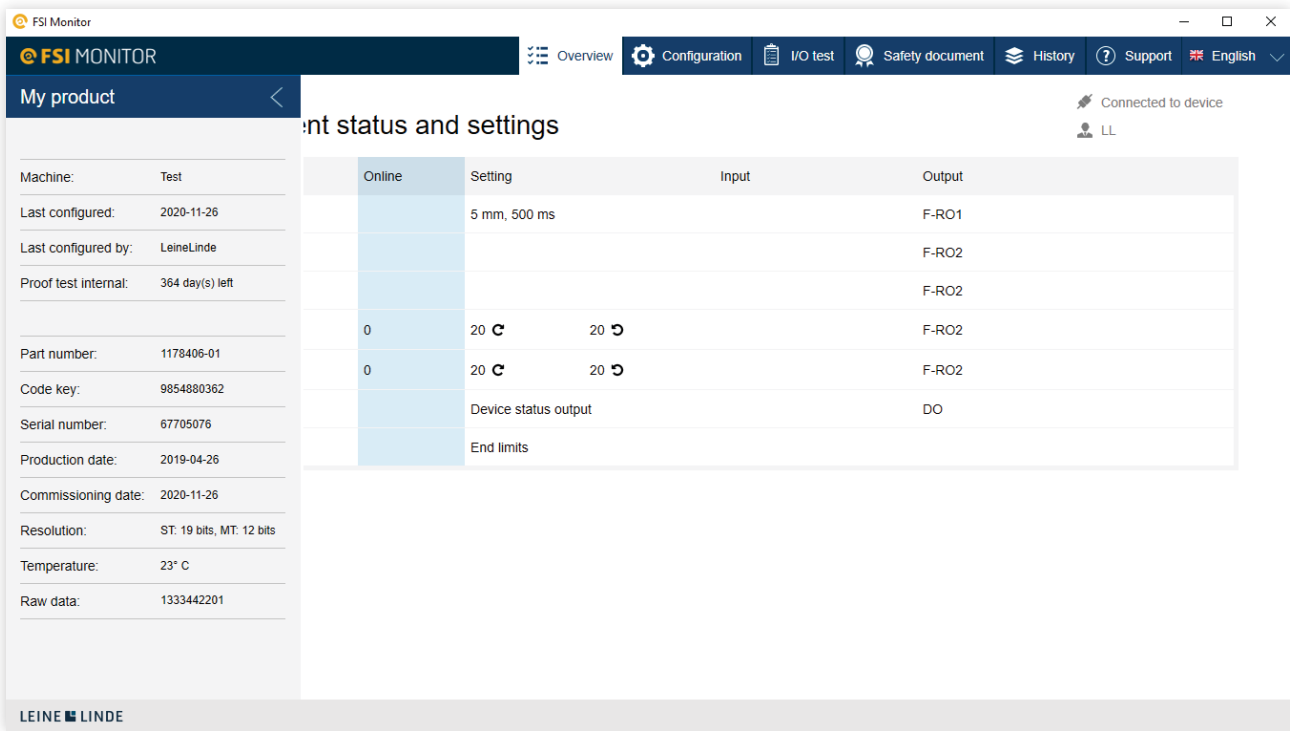 FSI Monitor
FSI MONITOR
Overview
Configuration
I/O test
Safety document
History
Support
English
My product
Connected to device
LL
nt status and settings
Machine: Test
Last configured: 2020-11-26
Last configured by: LeineLinde
Proof test internal: 364 day(s) left
Part number: 1178406-01
Code key: 9854880362
Serial number: 67705076
Production date: 2019-04-26
Commissioning date: 2020-11-26
Resolution: ST: 19 bits, MT: 12 bits
Temperature: 23° C
Raw data: 1333442201
Online Setting Input Output
5 mm, 500 ms F-RO1
F-RO2
F-RO2
0 20 20 F-RO2
0 20 20 F-RO2
Device status output DO
End limits
LEINE LINDE